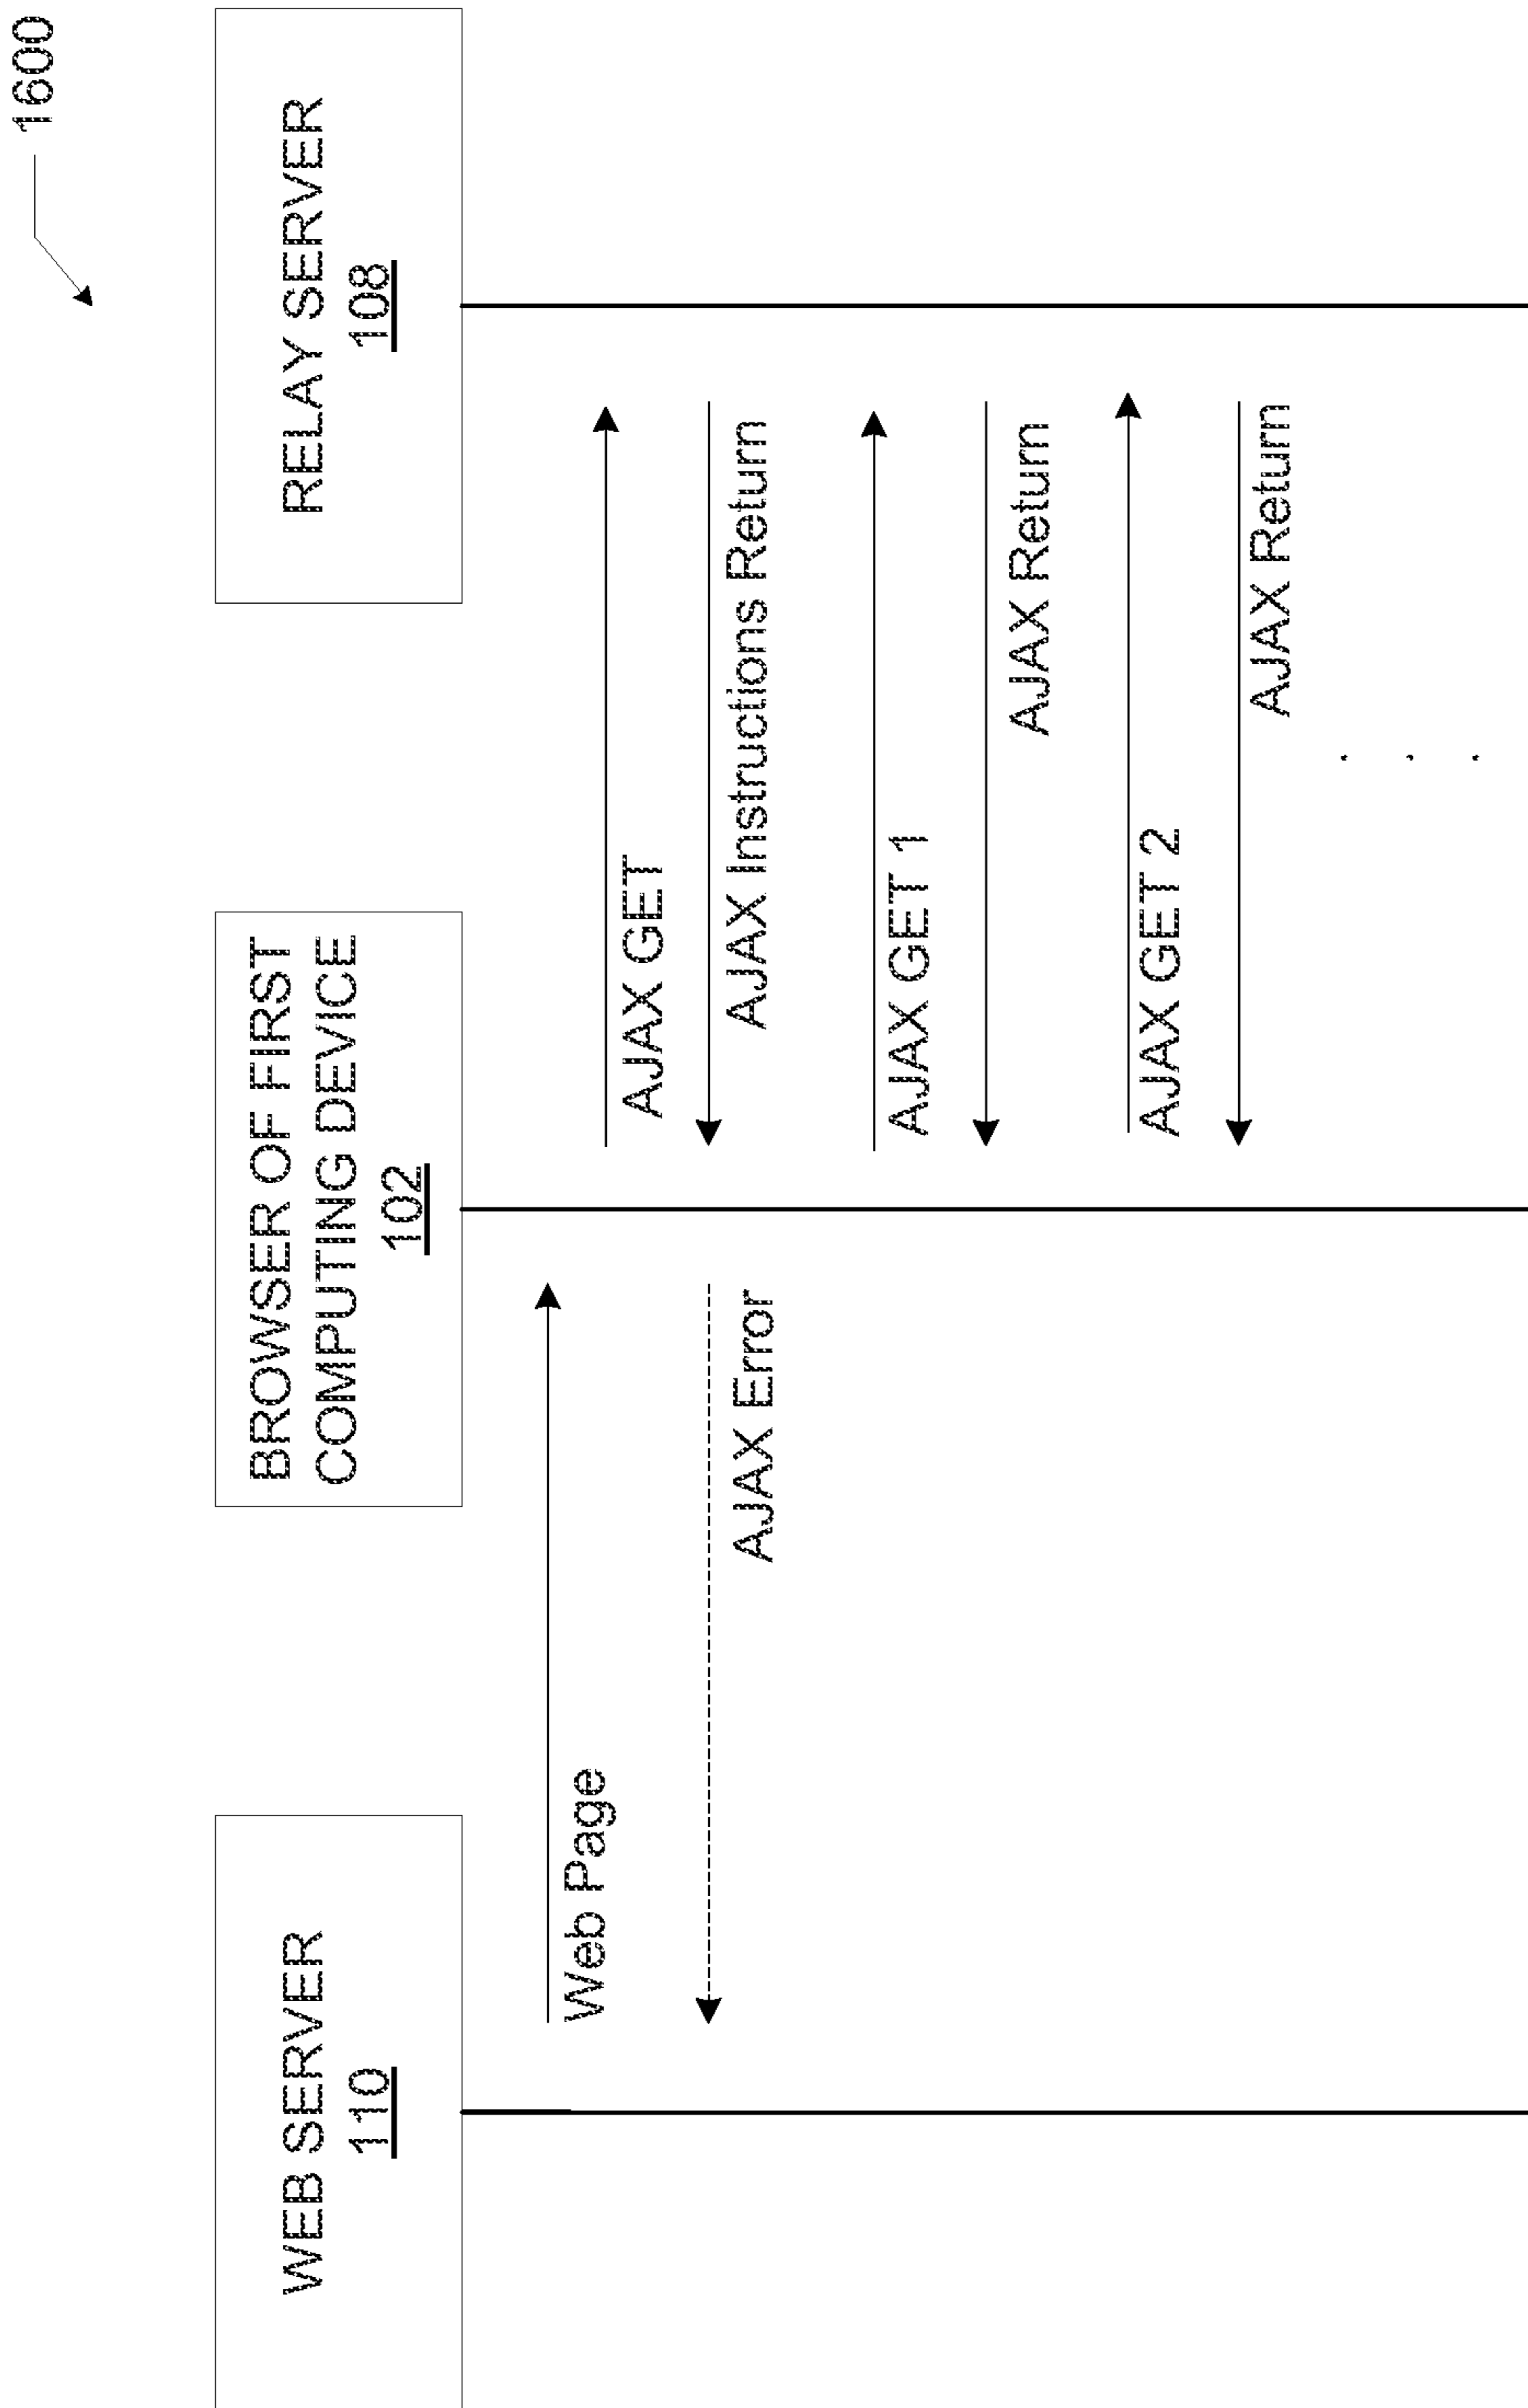 1600
WEB SERVER
110
BROWSER OF FIRST
COMPUTING DEVICE
102
RELAY SERVER
108
Web Page
AJAX GET
AJAX Error
AJAX Instructions Return
AJAX GET 1
AJAX Return
AJAX GET 2
AJAX Return
. . .